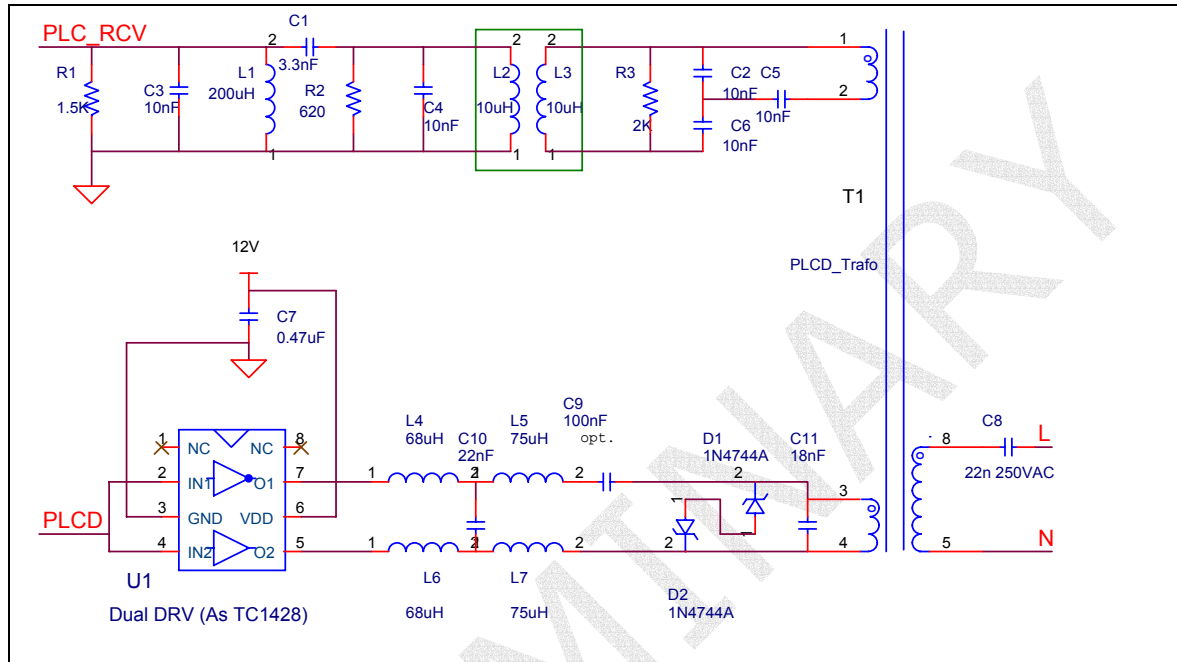 PLC_RCV
C1
3.3nF
R1
1.5K
C3
10nF
2
L1
200uH
1
R2
620
C4
10nF
2
2
L2
L3
10uH
10uH
1
1
R3
2K
C2
10nF
C5
10nF
C6
10nF
1
2
T1
PLCD_Trafo
12V
C7
0.47uF
1
NC
NC
8
2
IN1
O1
7
3
GND
VDD
6
4
IN2
O2
5
PLCD
U1
Dual DRV (As TC1428)
L4
68uH
1
2
C10
22nF
1
L5
75uH
2
C9
100nF
opt.
D1
1N4744A
2
1
1
2
D2
1N4744A
C11
18nF
3
4
1
L6
68uH
2
2
L7
75uH
2
8
5
C8
22n 250VAC
L
N
MINARY